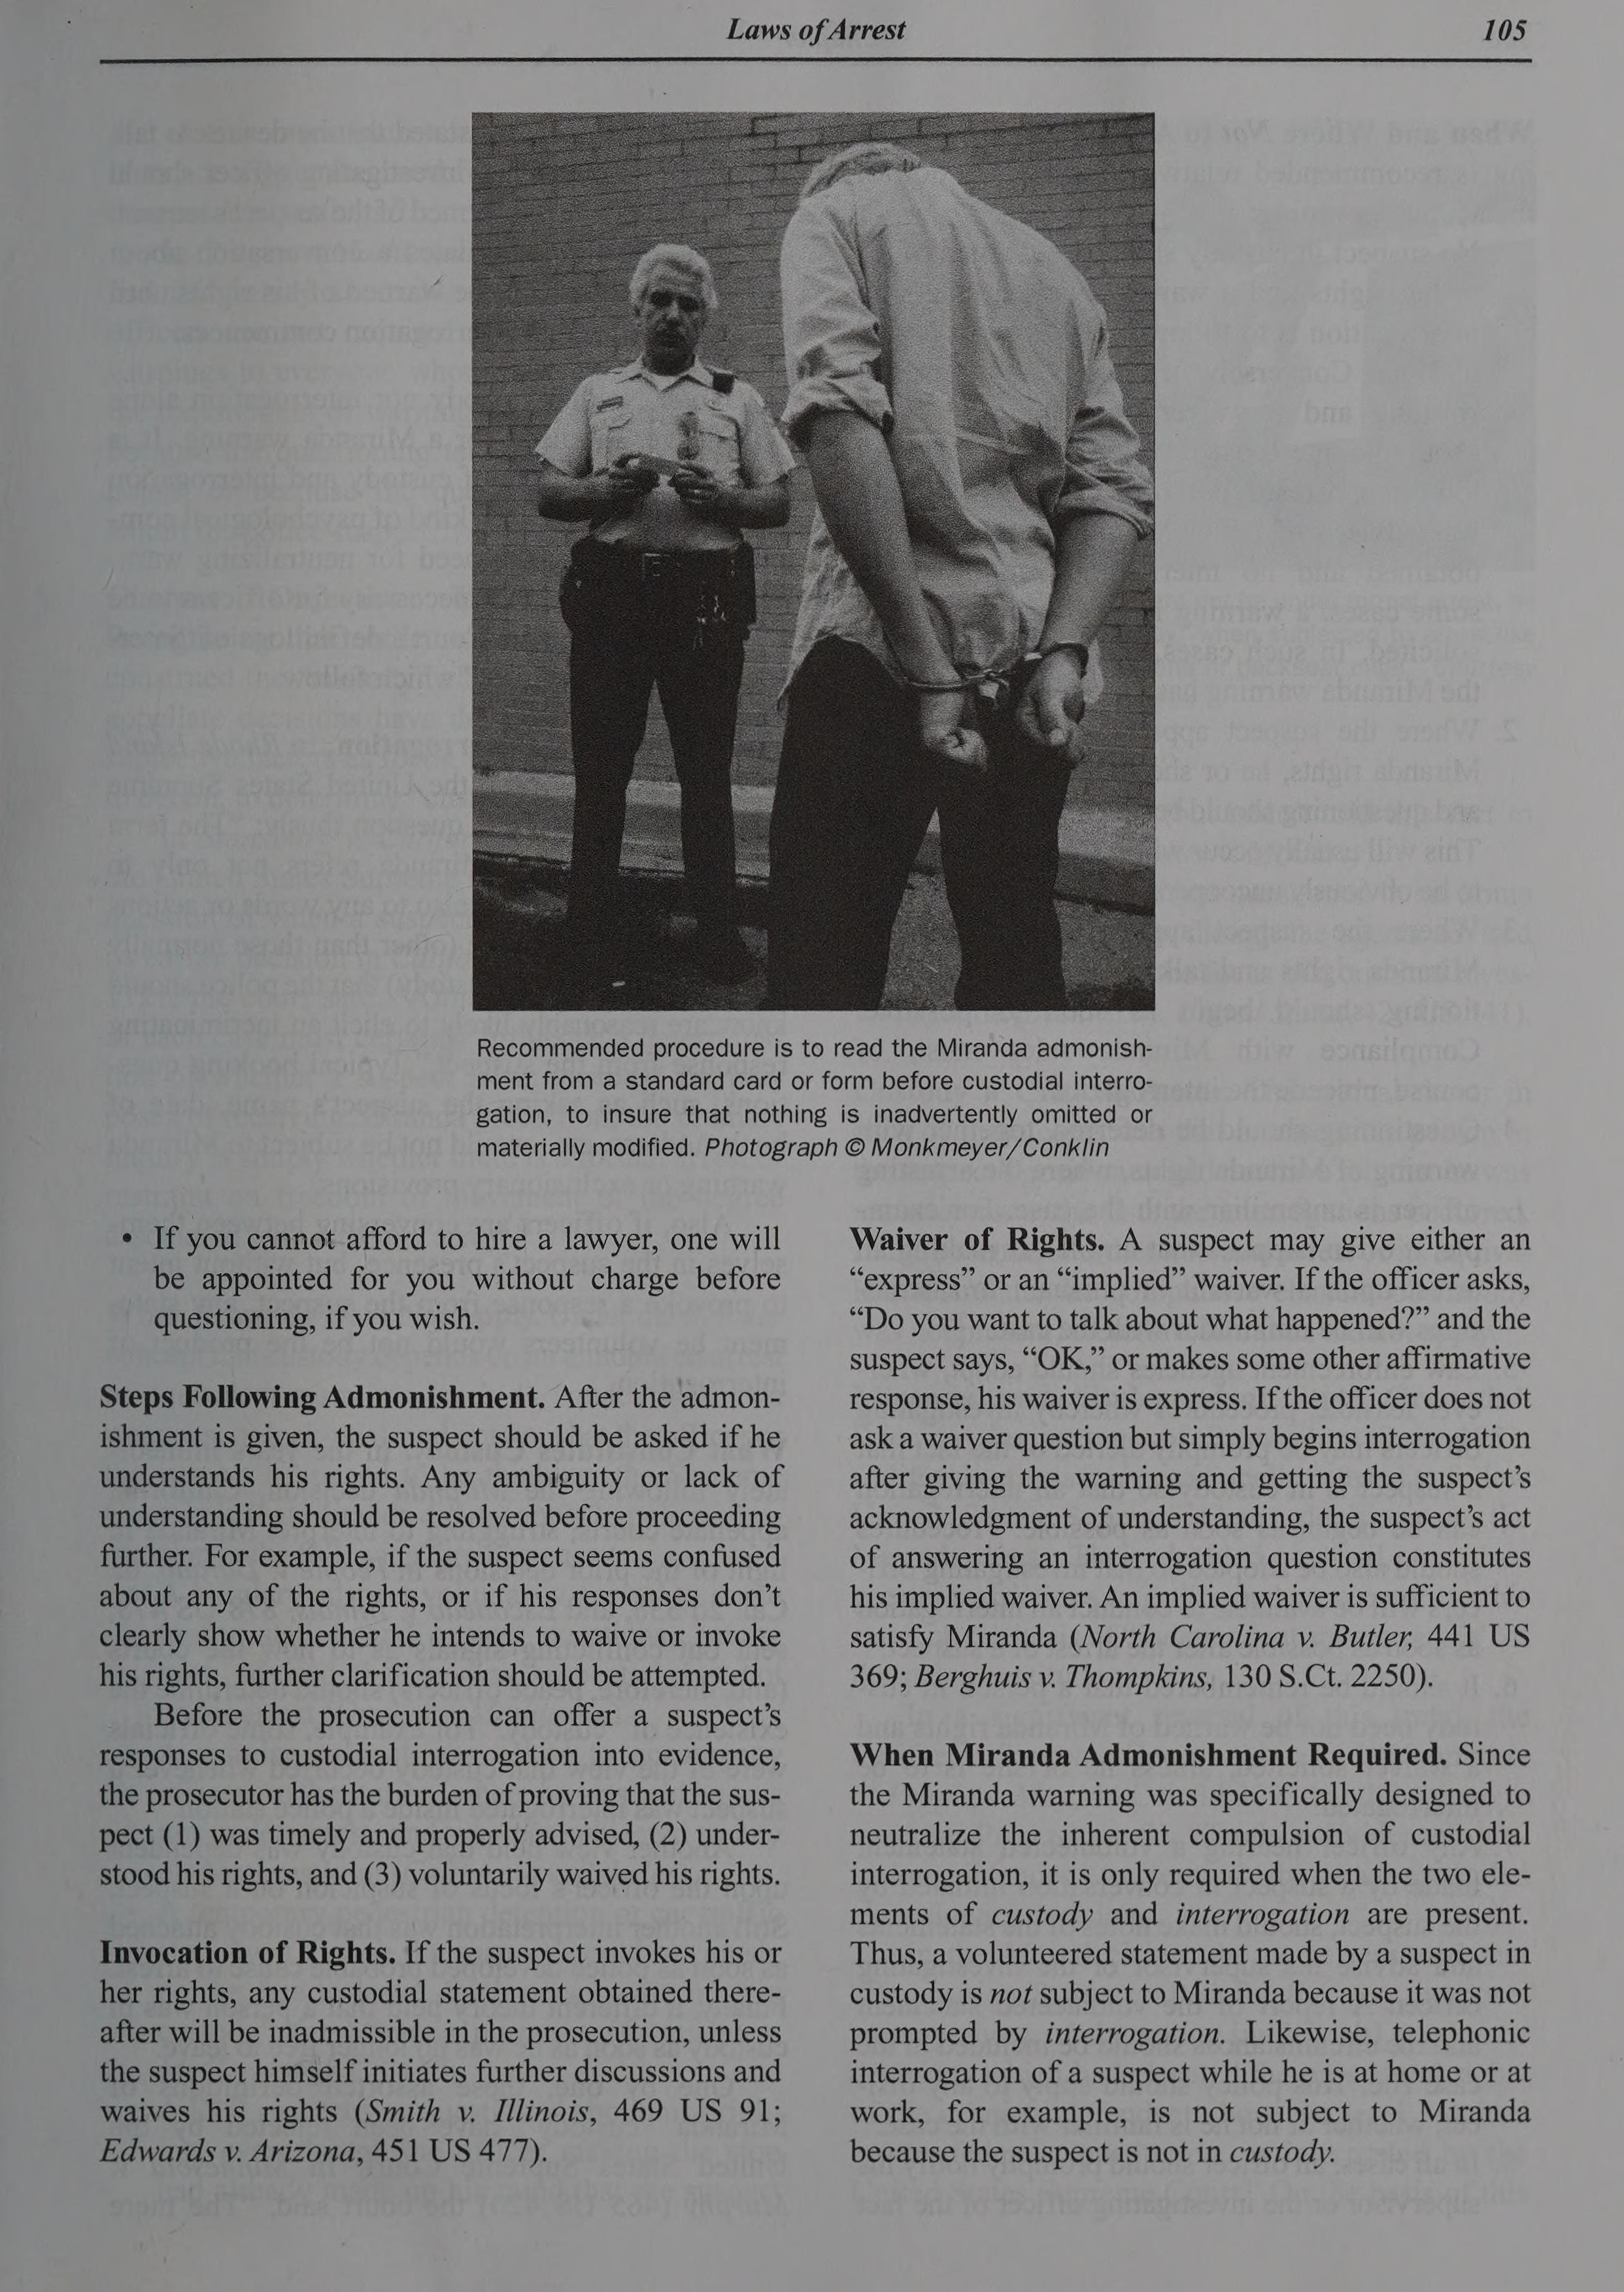 Laws of Arrest
105
Recommended procedure is to read the Miranda admonish-
ment from a standard card or form before custodial interro-
gation, to insure that nothing is inadvertently omitted or
materially modified. Photograph © Monkmeyer/Conklin
• If you cannot afford to hire a lawyer, one will
be appointed for you without charge before
questioning, if you wish.
Steps Following Admonishment. After the admon-
ishment is given, the suspect should be asked if he
understands his rights. Any ambiguity or lack of
understanding should be resolved before proceeding
further. For example, if the suspect seems confused
about any of the rights, or if his responses don’t
clearly show whether he intends to waive or invoke
his rights, further clarification should be attempted.
Before the prosecution can offer a suspect’s
responses to custodial interrogation into evidence,
the prosecutor has the burden of proving that the sus-
pect (1) was timely and properly advised, (2) under-
stood his rights, and (3) voluntarily waived his rights.
Invocation of Rights. If the suspect invokes his or
her rights, any custodial statement obtained there-
after will be inadmissible in the prosecution, unless
the suspect himself initiates further discussions and
waives his rights (Smith v. Illinois, 469 US 91;
Edwards v. Arizona, 451 US 477).
Waiver of Rights. A suspect may give either an
“express” or an “implied” waiver. If the officer asks,
“Do you want to talk about what happened?” and the
suspect says, “OK,” or makes some other affirmative
response, his waiver is express. If the officer does not
ask a waiver question but simply begins interrogation
after giving the warning and getting the suspect’s
acknowledgment of understanding, the suspect’s act
of answering an interrogation question constitutes
his implied waiver. An implied waiver is sufficient to
satisfy Miranda (North Carolina v. Butler, 441 US
369; Berghuis v. Thompkins, 130 S.Ct. 2250).
When Miranda Admonishment Required. Since
the Miranda warning was specifically designed to
neutralize the inherent compulsion of custodial
interrogation, it is only required when the two ele-
ments of custody and interrogation are present.
Thus, a volunteered statement made by a suspect in
custody is not subject to Miranda because it was not
prompted by interrogation. Likewise, telephonic
interrogation of a suspect while he is at home or at
work, for example, is not subject to Miranda
because the suspect is not in custody.